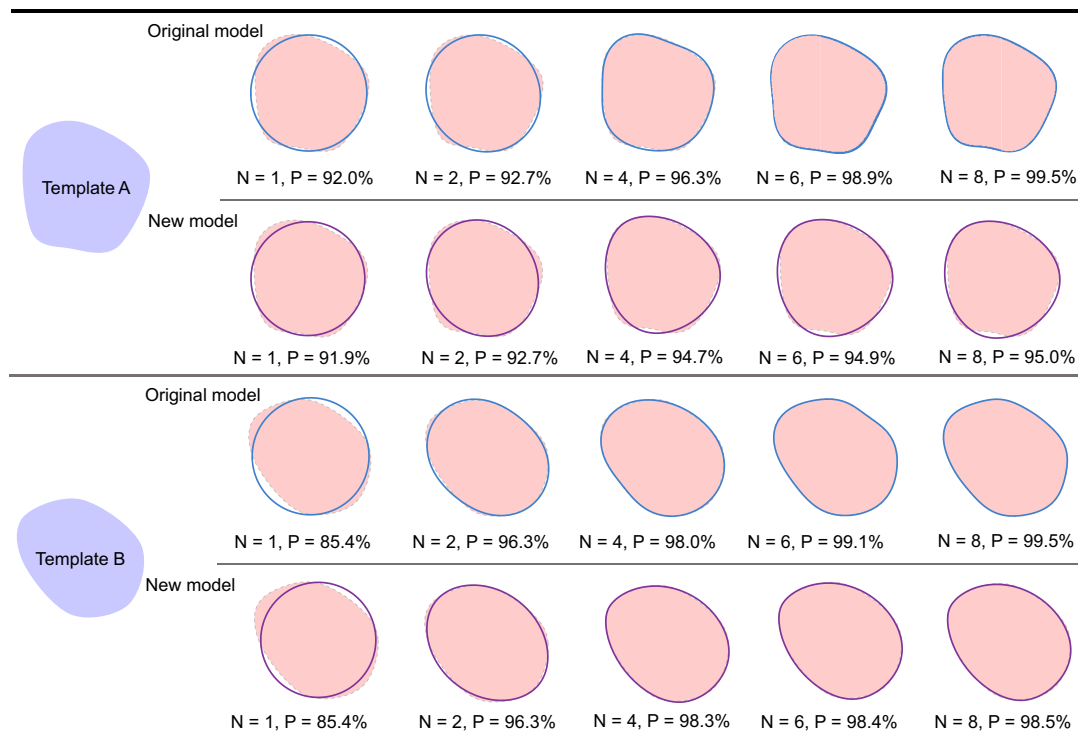 Original model
Template A
N = 1, P = 92.0%
N = 2, P = 92.7%
N = 4, P = 96.3%
N = 6, P = 98.9%
N = 8, P = 99.5%
New model
N = 1, P = 91.9%
N = 2, P = 92.7%
N = 4, P = 94.7%
N = 6, P = 94.9%
N = 8, P = 95.0%
Original model
Template B
N = 1, P = 85.4%
N = 2, P = 96.3%
N = 4, P = 98.0%
N = 6, P = 99.1%
N = 8, P = 99.5%
New model
N = 1, P = 85.4%
N = 2, P = 96.3%
N = 4, P = 98.3%
N = 6, P = 98.4%
N = 8, P = 98.5%